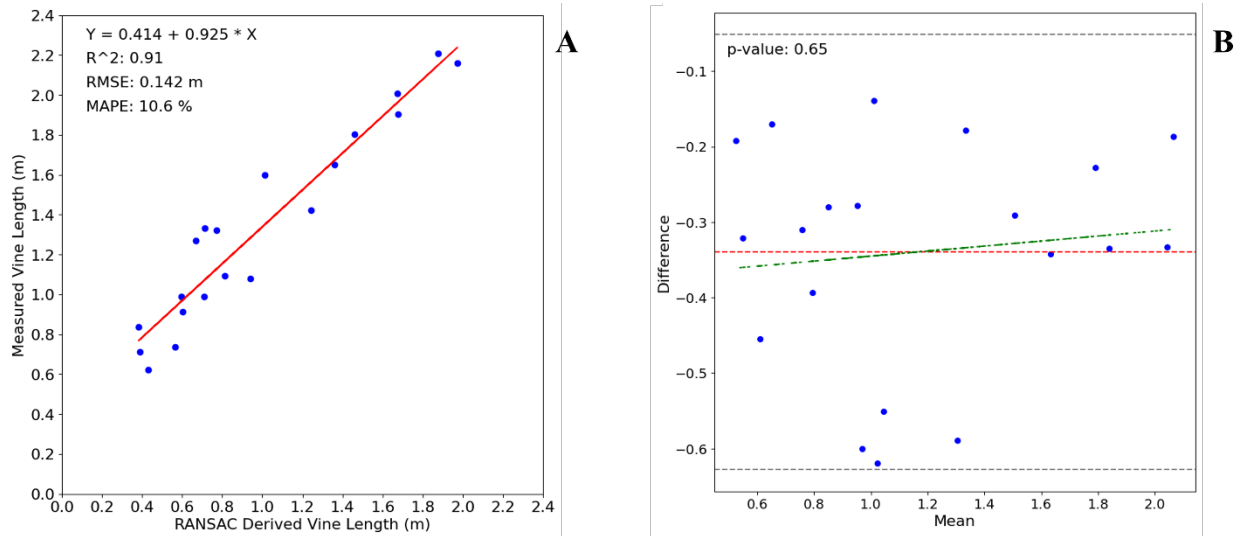 A
Y = 0.414 + 0.925 * X
R^2: 0.91
RMSE: 0.142 m
MAPE: 10.6 %
Measured Vine Length (m)
2.4
2.2
2.0
1.8
1.6
1.4
1.2
1.0
0.8
0.6
0.4
0.2
0.0
0.0 0.2 0.4 0.6 0.8 1.0 1.2 1.4 1.6 1.8 2.0 2.2 2.4
RANSAC Derived Vine Length (m)
B
p-value: 0.65
Difference
−0.1
−0.2
−0.3
−0.4
−0.5
−0.6
0.6 0.8 1.0 1.2 1.4 1.6 1.8 2.0
Mean